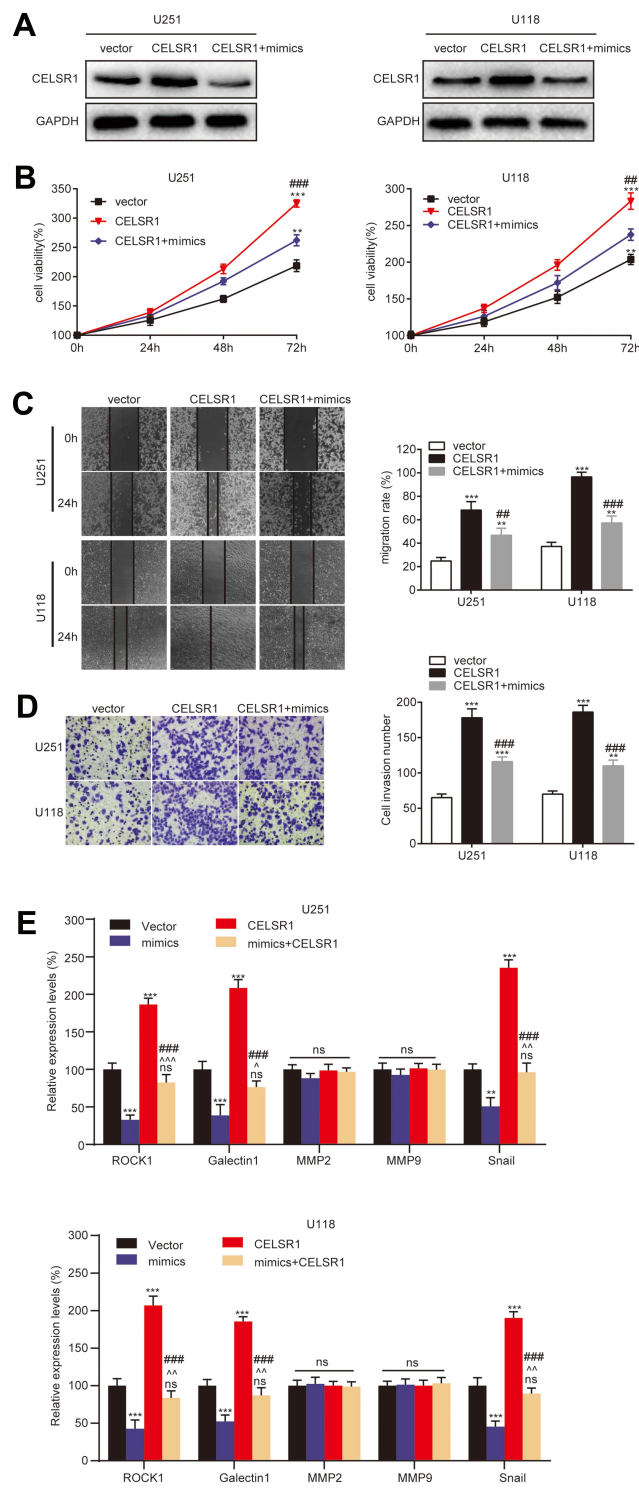 A
U251
vector CELSR1 CELSR1+mimics
CELSR1
GAPDH
U118
vector CELSR1 CELSR1+mimics
CELSR1
GAPDH
B
U251
cell viability(%)
350
300
250
200
150
100
0h 24h 48h 72h
vector
CELSR1
CELSR1+mimics
###
***
**
U118
cell viability(%)
350
300
250
200
150
100
0h 24h 48h 72h
vector
CELSR1
CELSR1+mimics
##
***
**
C
vector CELSR1 CELSR1+mimics
U251
0h
24h
U118
0h
24h
vector
CELSR1
CELSR1+mimics
migration rate (%)
120
100
80
60
40
20
0
***
##
**
***
###
**
U251 U118
D
vector CELSR1 CELSR1+mimics
U251
U118
vector
CELSR1
CELSR1+mimics
Cell invasion number
200
150
100
50
0
***
###
***
***
###
**
U251 U118
E
U251
Relative expression levels (%)
300
250
200
150
100
50
0
Vector CELSR1
mimics mimics+CELSR1
***
***
###
^^^
ns
***
***
###
^
ns
ns
ns
**
***
###
^^
ns
ROCK1 Galectin1 MMP2 MMP9 Snail
U118
Relative expression levels (%)
300
250
200
150
100
50
0
Vector CELSR1
mimics mimics+CELSR1
***
***
###
^^
ns
***
***
###
^^
ns
ns
ns
***
***
###
^^
ns
ROCK1 Galectin1 MMP2 MMP9 Snail